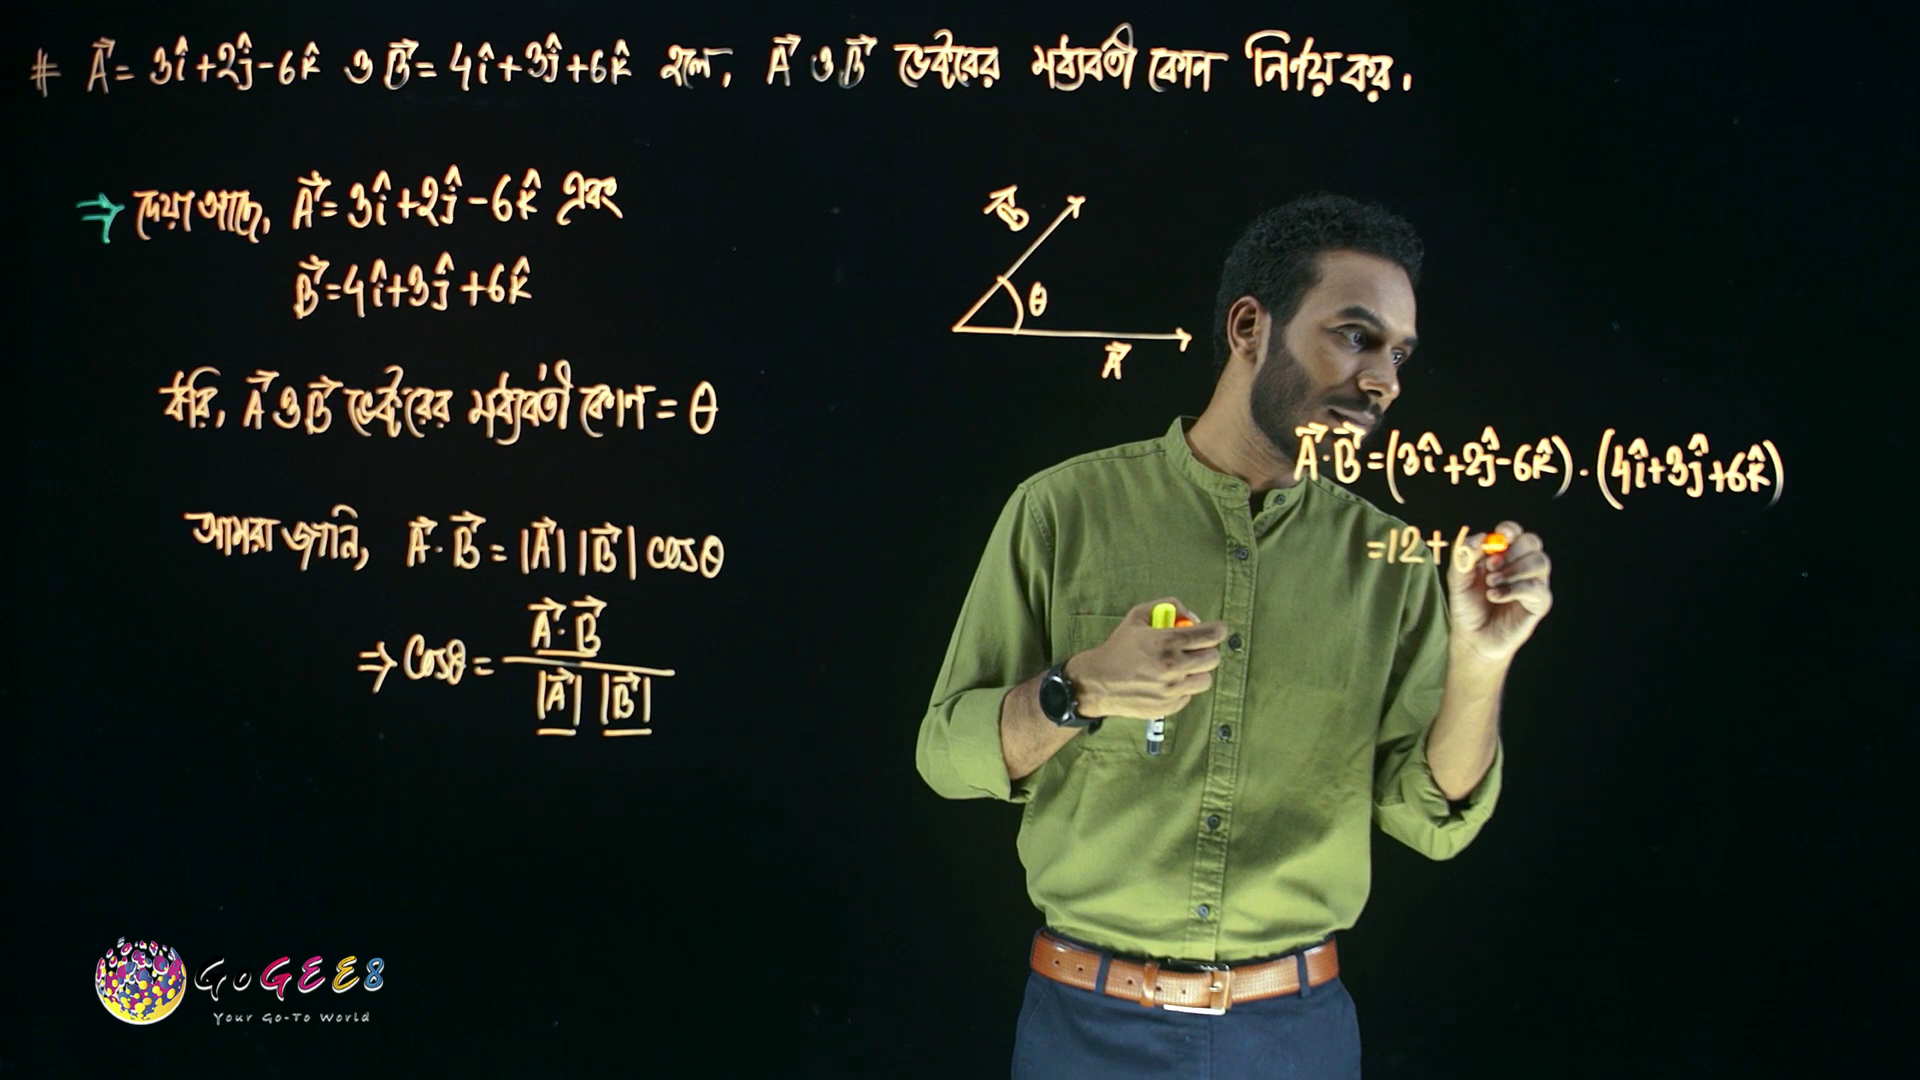 # A⃗ = 3î+2ĵ-6k̂ ও B⃗ = 4î+3ĵ+6k̂ হলে, A⃗ ও B⃗ ভেক্টরের মধ্যবর্তী কোন নির্ণয় কর।
⇒ দেয়া আছে, A⃗ = 3î+2ĵ-6k̂ এবং
B⃗ = 4î+3ĵ+6k̂
ধরি, A⃗ ও B⃗ ভেক্টরের মধ্যবর্তী কোণ = θ
আমরা জানি, A⃗ · B⃗ = |A⃗| |B⃗| cosθ
⇒ Cosθ = A⃗ · B⃗ / |A⃗| |B⃗|
B⃗
θ
A⃗
A⃗ · B⃗ = (3î+2ĵ-6k̂) · (4î+3ĵ+6k̂)
= 12 + 6
GoGEE8
Your Go-To World